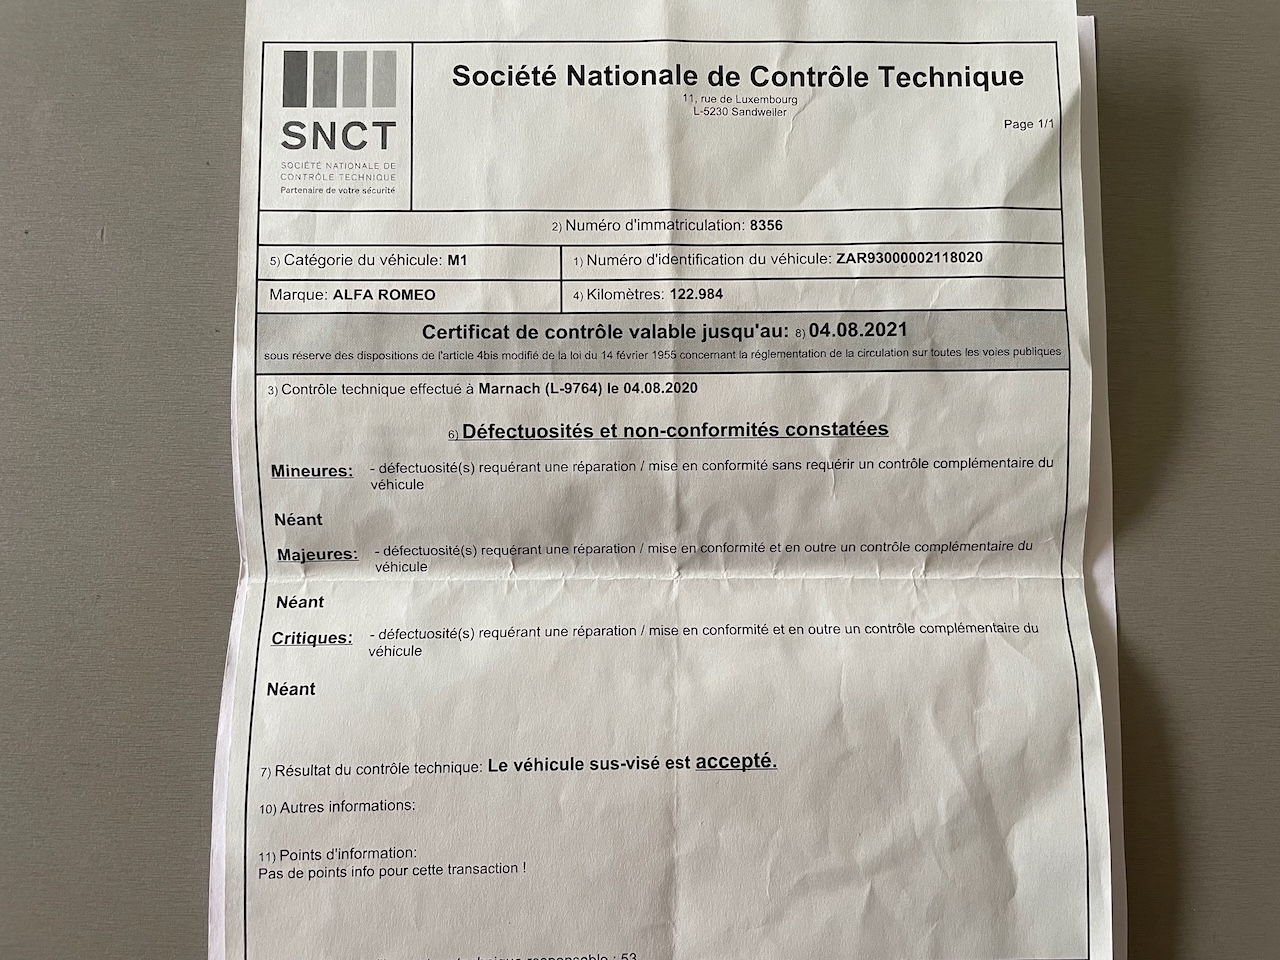 SNCT
SOCIÉTÉ NATIONALE DE
CONTRÔLE TECHNIQUE
Partenaire de votre sécurité
Société Nationale de Contrôle Technique
11, rue de Luxembourg
L-5230 Sandweiler
Page 1/1
2) Numéro d'immatriculation: 8356
5) Catégorie du véhicule: M1
1) Numéro d'identification du véhicule: ZAR93000002118020
Marque: ALFA ROMEO
4) Kilomètres: 122.984
Certificat de contrôle valable jusqu'au: 8) 04.08.2021
sous réserve des dispositions de l'article 4bis modifié de la loi du 14 février 1955 concernant la réglementation de la circulation sur toutes les voies publiques
3) Contrôle technique effectué à Marnach (L-9764) le 04.08.2020
6) Défectuosités et non-conformités constatées
Mineures: - défectuosité(s) requérant une réparation / mise en conformité sans requérir un contrôle complémentaire du
véhicule
Néant
Majeures: - défectuosité(s) requérant une réparation / mise en conformité et en outre un contrôle complémentaire du
véhicule
Néant
Critiques: - défectuosité(s) requérant une réparation / mise en conformité et en outre un contrôle complémentaire du
véhicule
Néant
7) Résultat du contrôle technique: Le véhicule sus-visé est accepté.
10) Autres informations:
11) Points d'information:
Pas de points info pour cette transaction !
responsable : 53